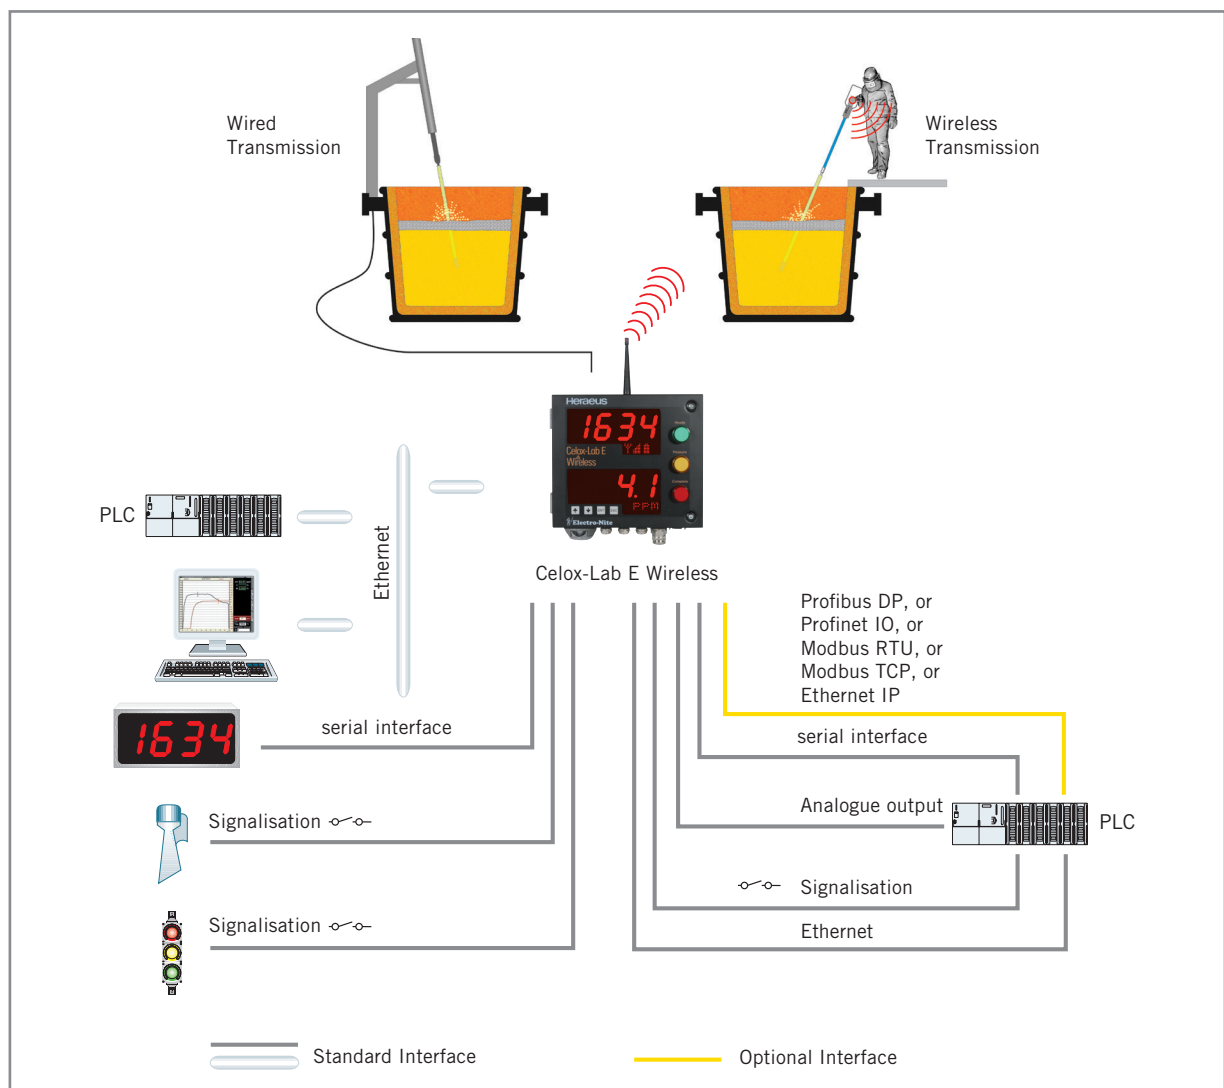 Wired
Transmission
Wireless
Transmission
Heraeus
1634
Celox-Lab E
Wireless
4.1
PPM
Electro-Nite
PLC
Ethernet
Celox-Lab E Wireless
Profibus DP, or
Profinet IO, or
Modbus RTU, or
Modbus TCP, or
Ethernet IP
1634
serial interface
serial interface
Analogue output
PLC
Signalisation
Signalisation
Signalisation
Ethernet
Standard Interface
Optional Interface